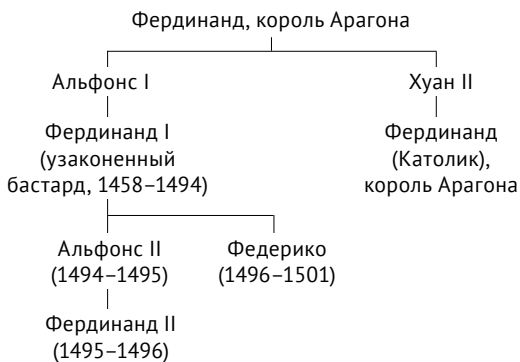 Фердинанд, король Арагона
Альфонс I
Хуан II
Фердинанд I
(узаконенный
бастард, 1458–1494)
Фердинанд
(Католик),
король Арагона
Альфонс II
(1494–1495)
Федерико
(1496–1501)
Фердинанд II
(1495–1496)